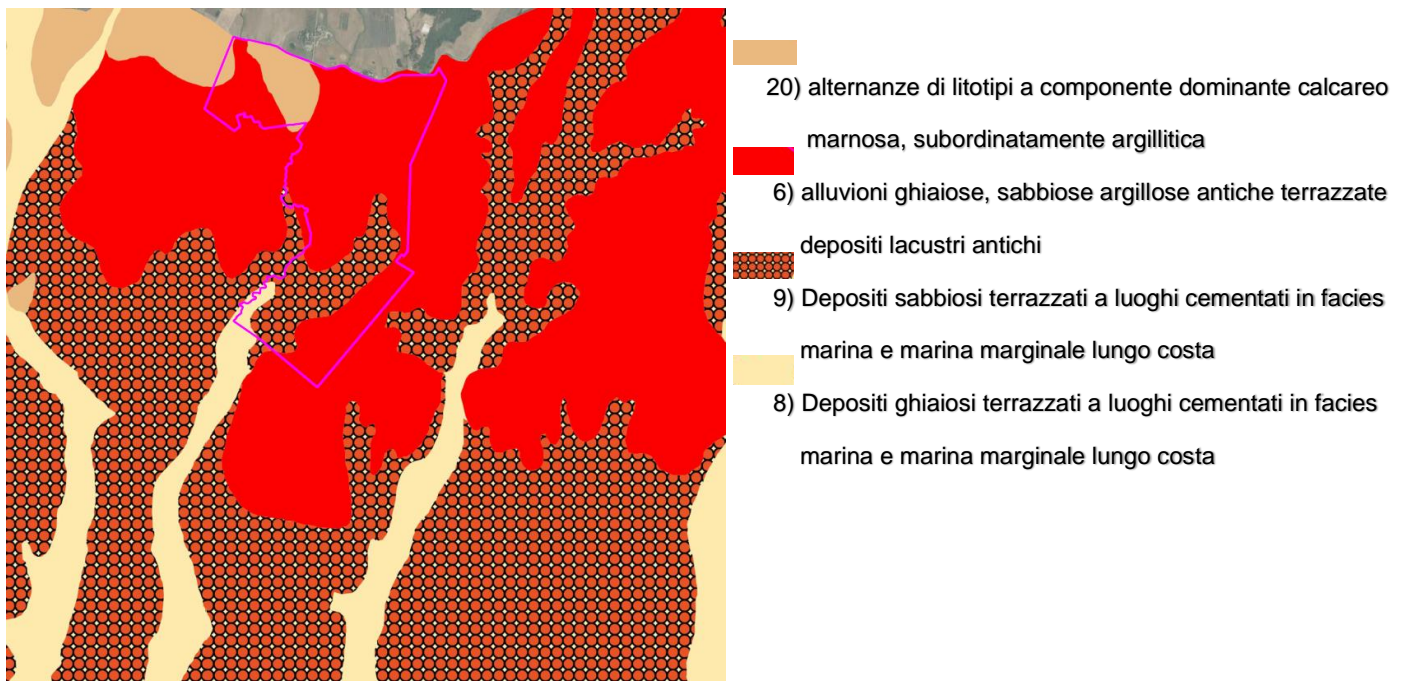 20) alternanze di litotipi a componente dominante calcareo
marnosa, subordinatamente argillitica
6) alluvioni ghiaiose, sabbiose argillose antiche terrazzate
depositi lacustri antichi
9) Depositi sabbiosi terrazzati a luoghi cementati in facies
marina e marina marginale lungo costa
8) Depositi ghiaiosi terrazzati a luoghi cementati in facies
marina e marina marginale lungo costa